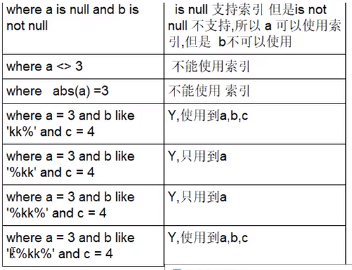 where a is null and b is
not null
is null 支持索引 但是is not
null 不支持,所以 a 可以使用索
引,但是 b不可以使用
where a <> 3
不能使用索引
where abs(a) =3
不能使用 索引
where a = 3 and b like
'kk%' and c = 4
Y,使用到a,b,c
where a = 3 and b like
'%kk' and c = 4
Y,只用到a
where a = 3 and b like
'%kk%' and c = 4
Y,只用到a
where a = 3 and b like
'k%kk%' and c = 4
Y,使用到a,b,c